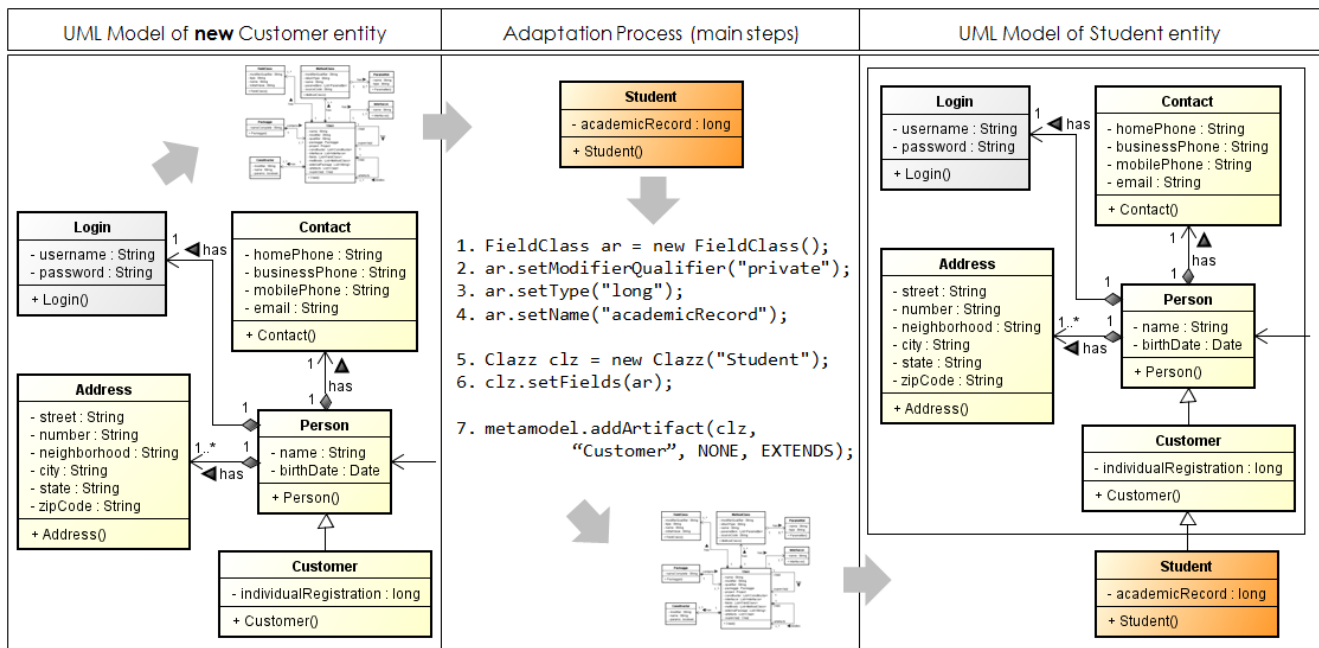 UML Model of new Customer entity
Adaptation Process (main steps)
UML Model of Student entity
Login
- username : String
- password : String
+ Login()
1
has
Contact
- homePhone : String
- businessPhone : String
- mobilePhone : String
- email : String
+ Contact()
1
has
1
Address
- street : String
- number : String
- neighborhood : String
- city : String
- state : String
- zipCode : String
+ Address()
1
1..*
1
has
Person
- name : String
- birthDate : Date
+ Person()
Customer
- individualRegistration : long
+ Customer()
Student
- academicRecord : long
+ Student()
1. FieldClass ar = new FieldClass();
2. ar.setModifierQualifier("private");
3. ar.setType("long");
4. ar.setName("academicRecord");
5. Clazz clz = new Clazz("Student");
6. clz.setFields(ar);
7. metamodel.addArtifact(clz,
“Customer”, NONE, EXTENDS);
Login
- username : String
- password : String
+ Login()
1
has
Contact
- homePhone : String
- businessPhone : String
- mobilePhone : String
- email : String
+ Contact()
1
has
1
Address
- street : String
- number : String
- neighborhood : String
- city : String
- state : String
- zipCode : String
+ Address()
1
1..*
1
has
Person
- name : String
- birthDate : Date
+ Person()
Customer
- individualRegistration : long
+ Customer()
Student
- academicRecord : long
+ Student()